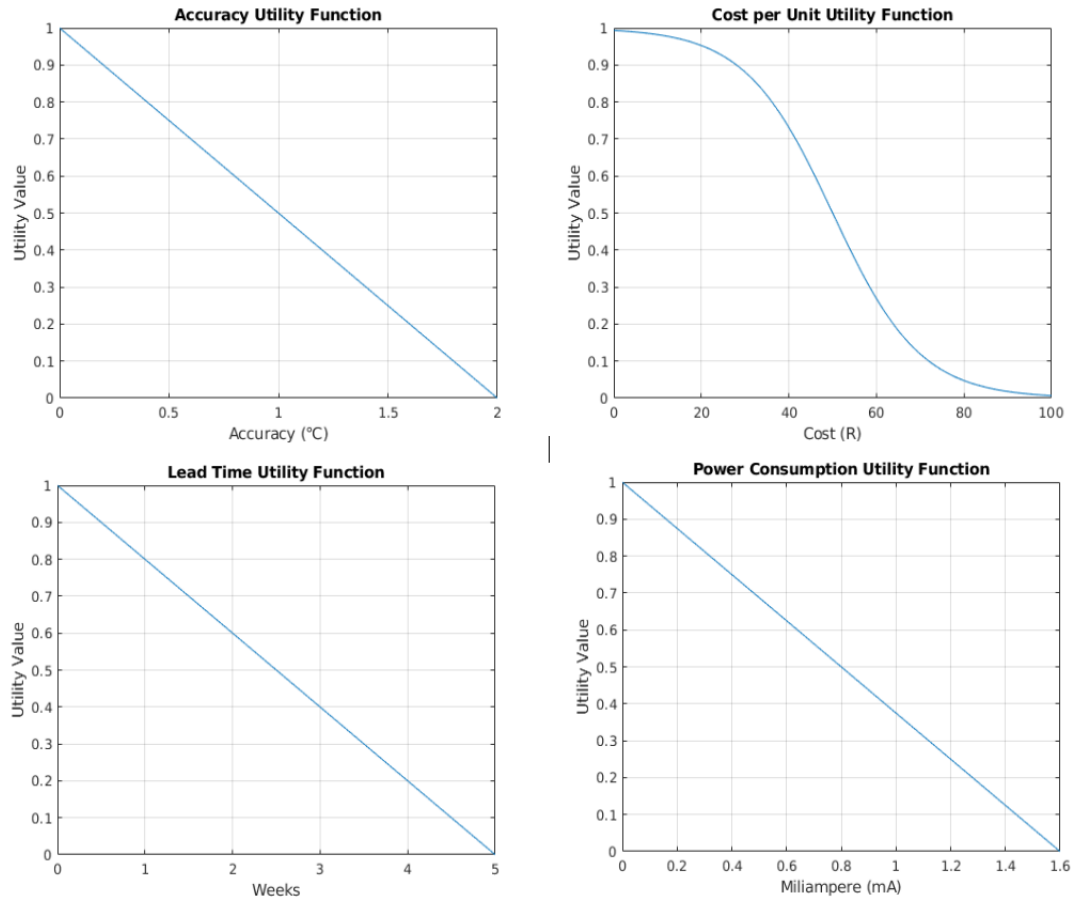 Accuracy Utility Function
1
0.9
0.8
0.7
0.6
0.5
0.4
0.3
0.2
0.1
0
Utility Value
0 0.5 1 1.5 2
Accuracy (°C)
Cost per Unit Utility Function
1
0.9
0.8
0.7
0.6
0.5
0.4
0.3
0.2
0.1
0
Utility Value
0 20 40 60 80 100
Cost (R)
Lead Time Utility Function
1
0.9
0.8
0.7
0.6
0.5
0.4
0.3
0.2
0.1
0
Utility Value
0 1 2 3 4 5
Weeks
Power Consumption Utility Function
1
0.9
0.8
0.7
0.6
0.5
0.4
0.3
0.2
0.1
0
Utility Value
0 0.2 0.4 0.6 0.8 1 1.2 1.4 1.6
Miliampere (mA)